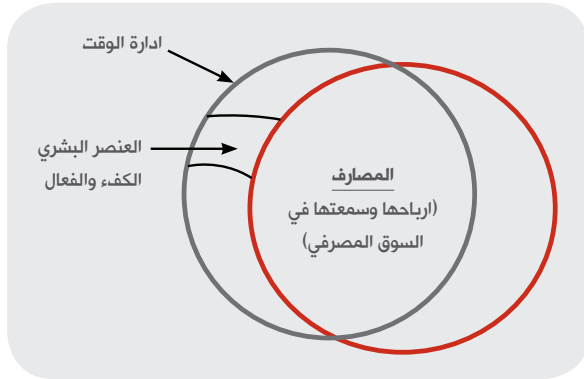 ادارة الوقت
العنصر البشري
الكفء والفعال
المصارف
(ارباحها وسمعتها في
السوق المصرفي)